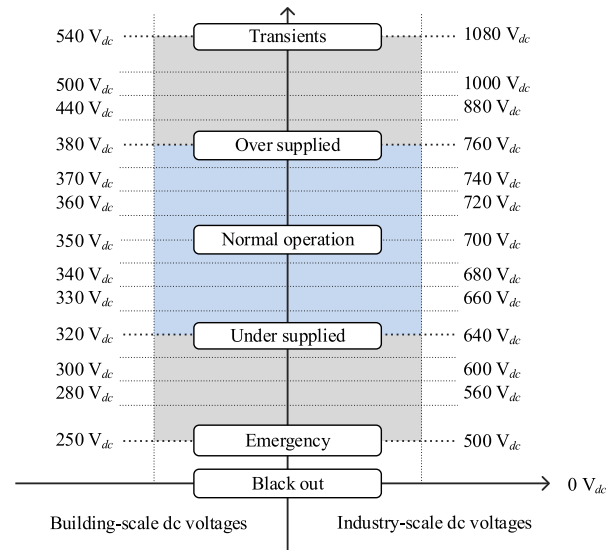 540 Vdc Transients 1080 Vdc
500 Vdc 1000 Vdc
440 Vdc 880 Vdc
380 Vdc Over supplied 760 Vdc
370 Vdc 740 Vdc
360 Vdc 720 Vdc
350 Vdc Normal operation 700 Vdc
340 Vdc 680 Vdc
330 Vdc 660 Vdc
320 Vdc Under supplied 640 Vdc
300 Vdc 600 Vdc
280 Vdc 560 Vdc
250 Vdc Emergency 500 Vdc
Black out 0 Vdc
Building-scale dc voltages Industry-scale dc voltages